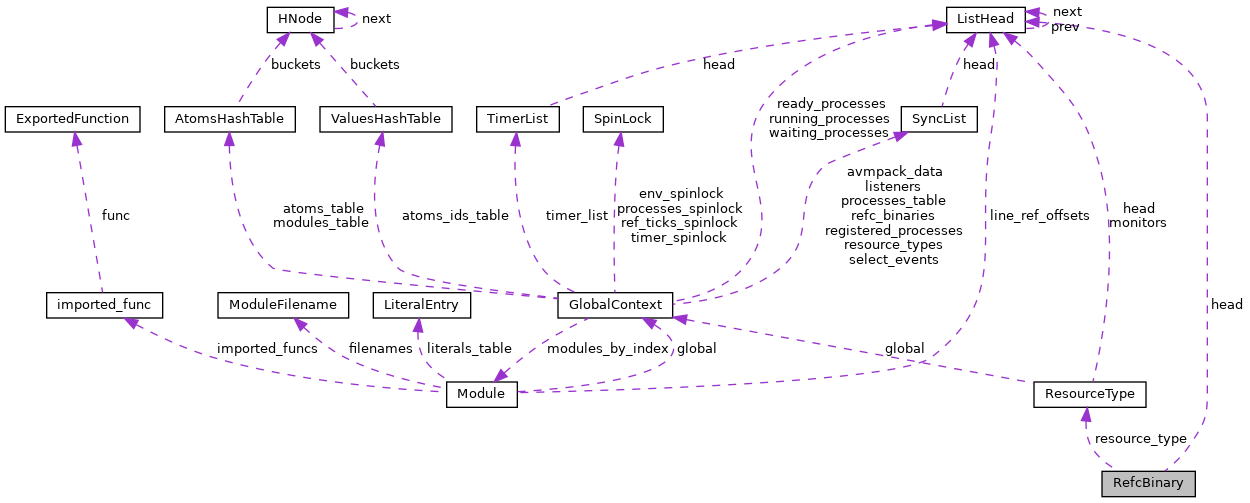 HNode
next
ListHead
next
prev
buckets
buckets
head
head
ExportedFunction
AtomsHashTable
ValuesHashTable
TimerList
SpinLock
ready_processes
running_processes
waiting_processes
SyncList
func
atoms_table
modules_table
atoms_ids_table
timer_list
env_spinlock
processes_spinlock
ref_ticks_spinlock
timer_spinlock
avmpack_data
listeners
processes_table
refc_binaries
registered_processes
resource_types
select_events
line_ref_offsets
head
monitors
imported_func
ModuleFilename
LiteralEntry
GlobalContext
head
imported_funcs
filenames
literals_table
modules_by_index
global
global
Module
ResourceType
resource_type
RefcBinary